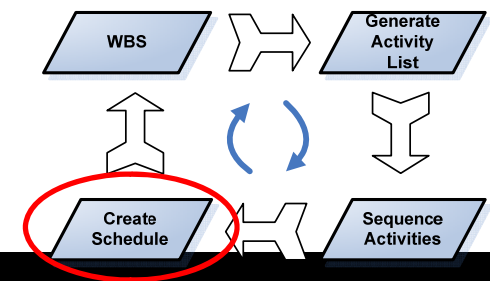 WBS
Generate
Activity
List
Create
Schedule
Sequence
Activities